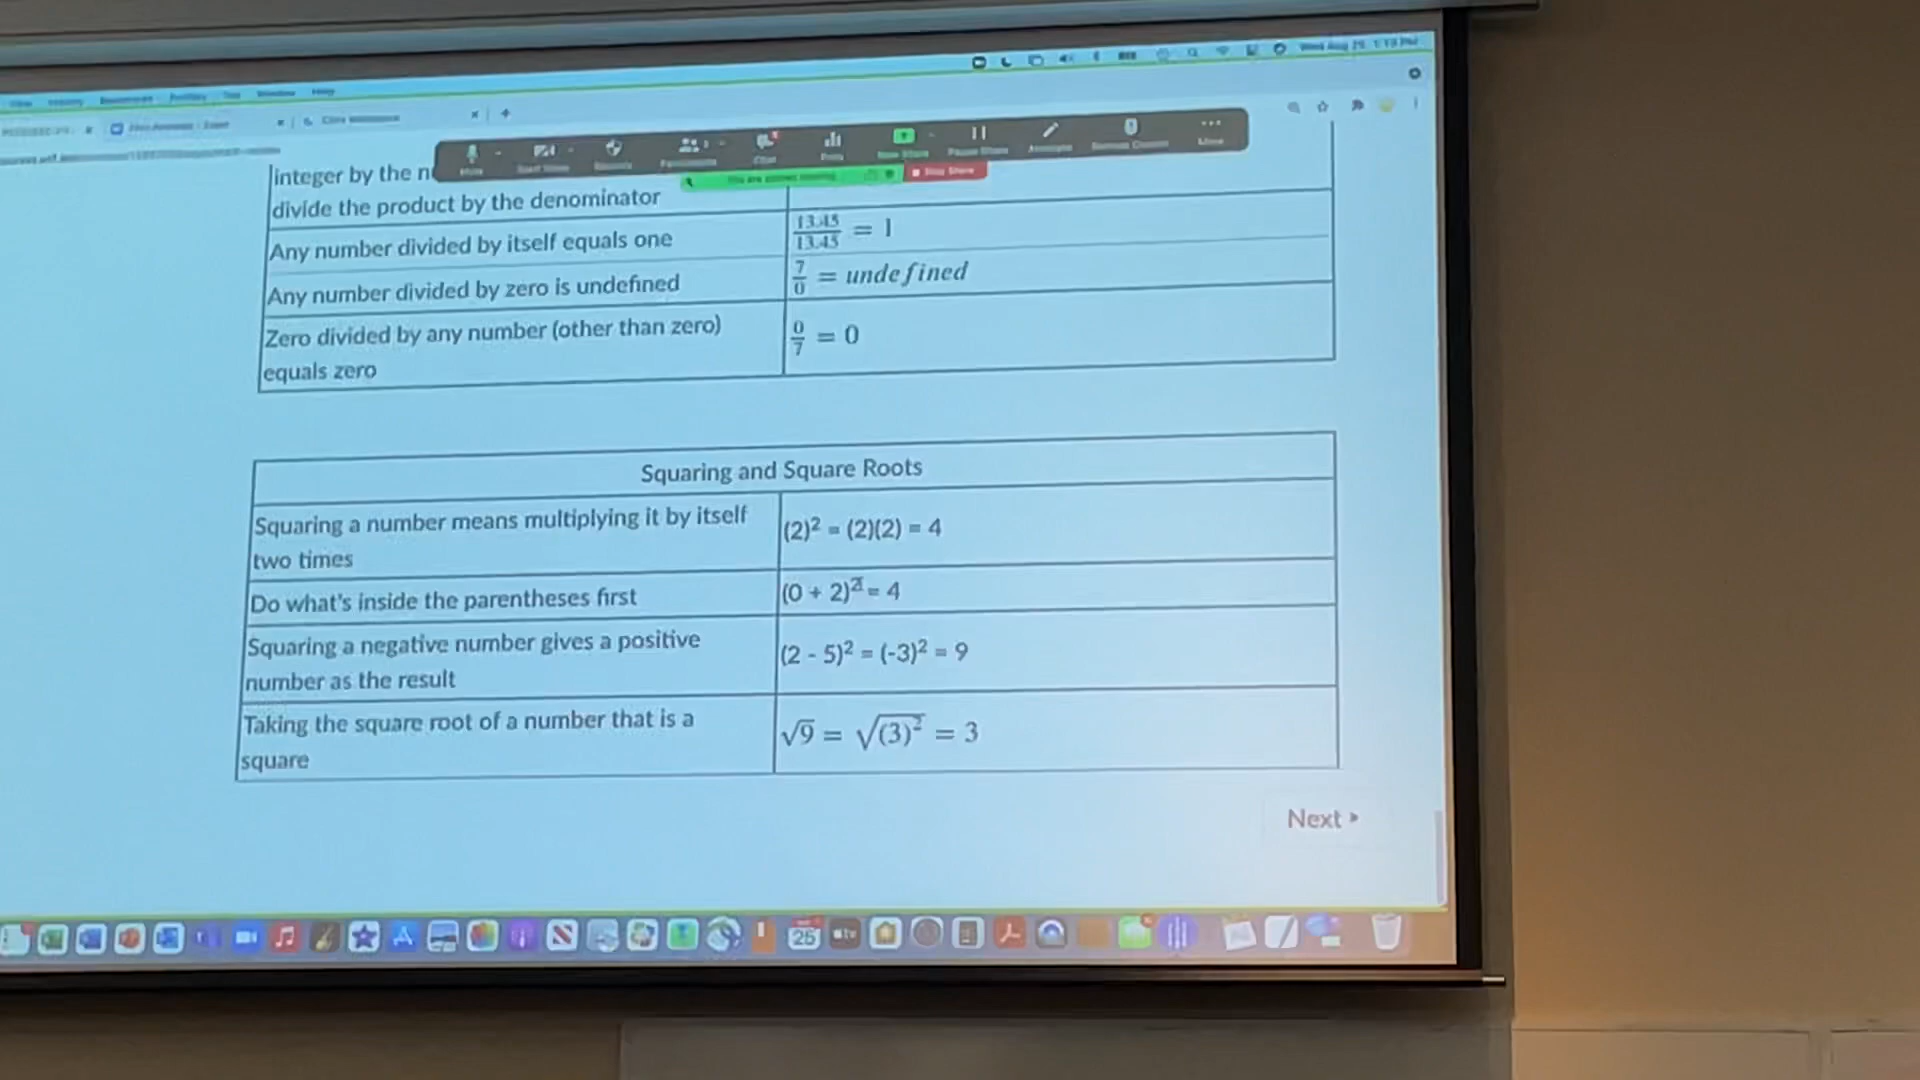 integer by the
divide the product by the denominator
Any number divided by itself equals one
13.45/13.45 = 1
Any number divided by zero is undefined
7/0 = undefined
Zero divided by any number (other than zero)
equals zero
0/7 = 0
Squaring and Square Roots
Squaring a number means multiplying it by itself
two times
(2)² = (2)(2) = 4
Do what's inside the parentheses first
(0 + 2)² = 4
Squaring a negative number gives a positive
number as the result
(2 - 5)² = (-3)² = 9
Taking the square root of a number that is a
square
√9 = √(3)² = 3
Next
25
tv